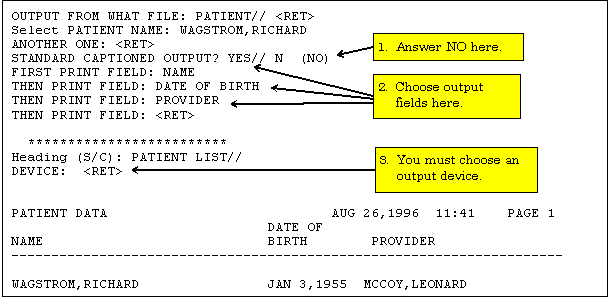 OUTPUT FROM WHAT FILE: PATIENT// <RET>
Select PATIENT NAME: WAGSTROM,RICHARD
ANOTHER ONE: <RET>
STANDARD CAPTIONED OUTPUT? YES// N (NO)
1. Answer NO here.
FIRST PRINT FIELD: NAME
THEN PRINT FIELD: DATE OF BIRTH
THEN PRINT FIELD: PROVIDER
THEN PRINT FIELD: <RET>
2. Choose output
fields here.
*************************
Heading (S/C): PATIENT LIST//
DEVICE: <RET>
3. You must choose an
output device.
PATIENT DATA AUG 26,1996 11:41 PAGE 1
DATE OF
NAME BIRTH PROVIDER
---------------------------------------------------------------------
WAGSTROM,RICHARD JAN 3,1955 MCCOY,LEONARD